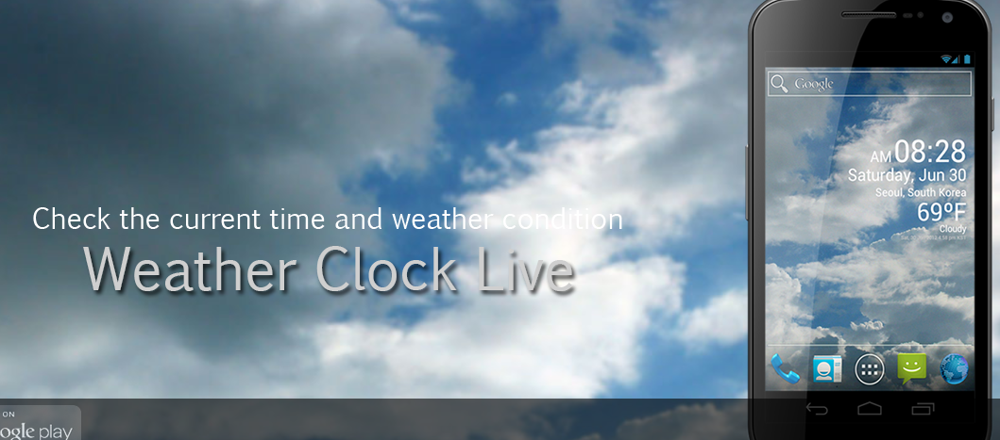 Check the current time and weather condition
Weather Clock Live
Google
AM 08:28
Saturday, Jun 30
Seoul, South Korea
69°F
Cloudy
ON
ogle play